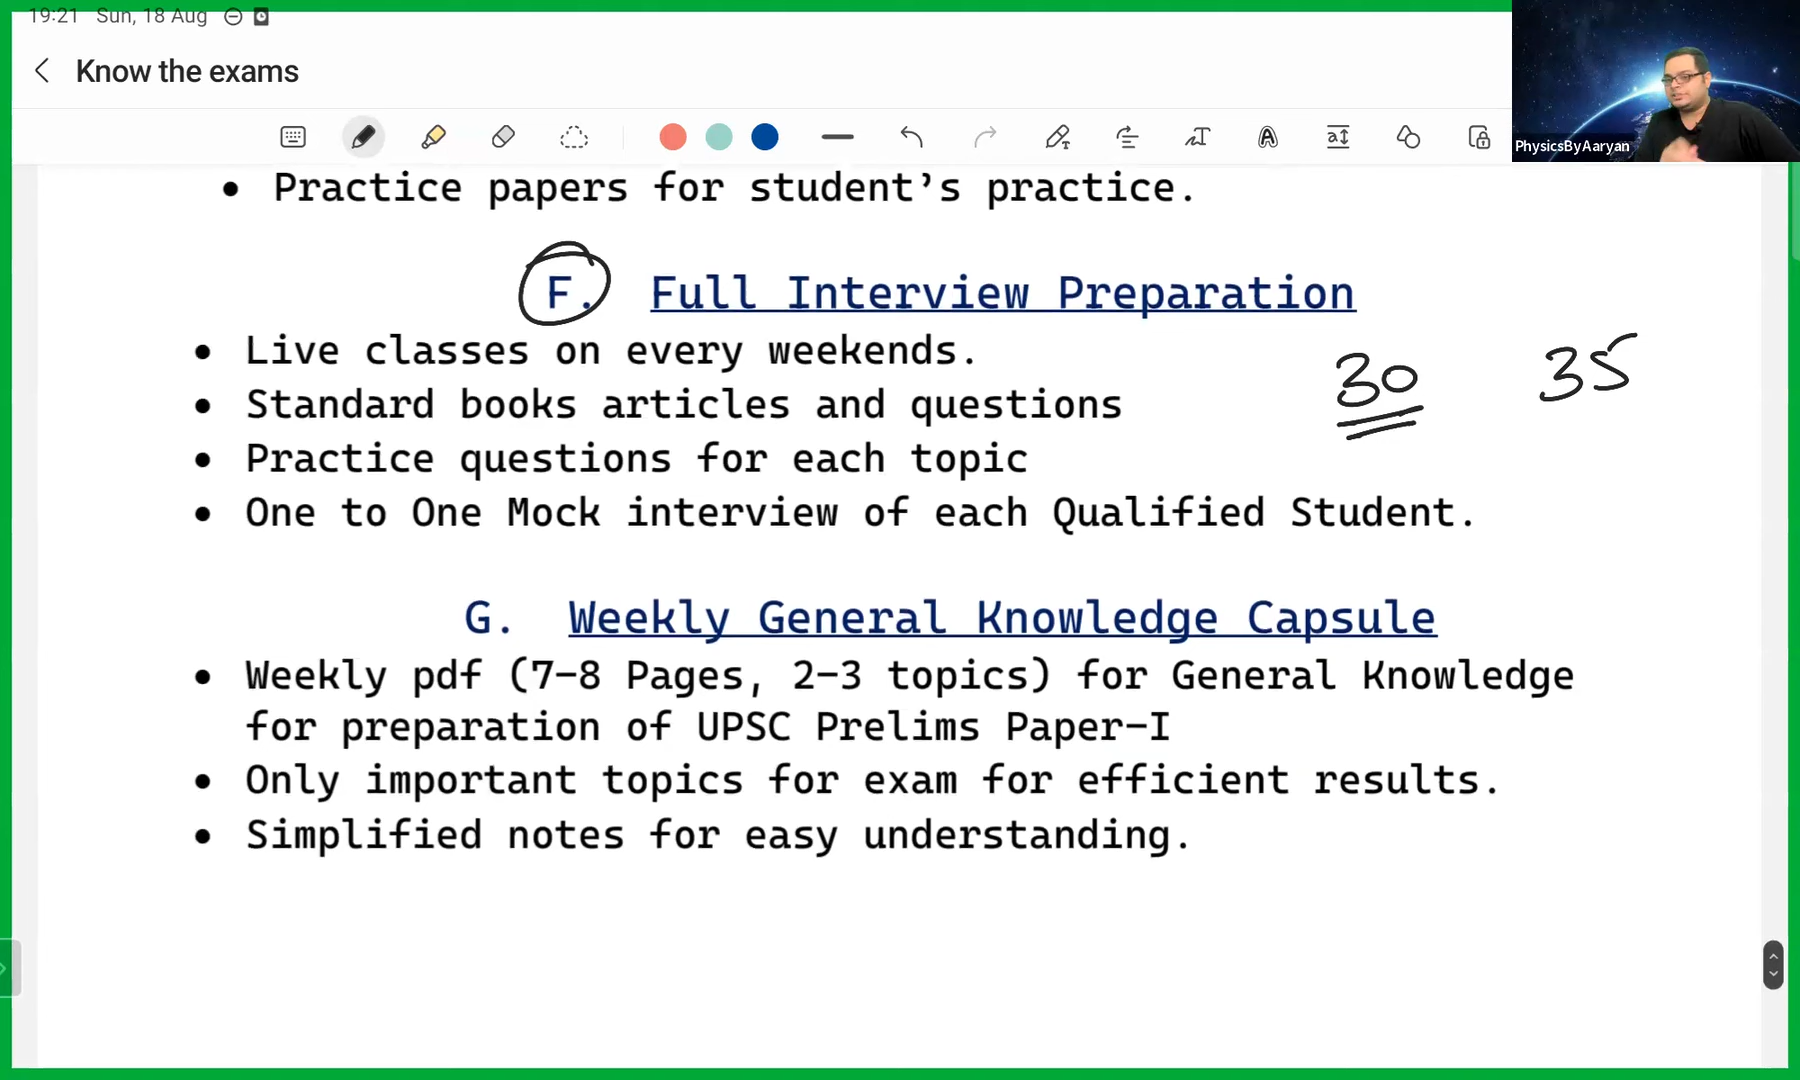 19:21 Sun, 18 Aug
Know the exams
PhysicsByAaryan
• Practice papers for student’s practice.
F. Full Interview Preparation
• Live classes on every weekends.
30 35
• Standard books articles and questions
• Practice questions for each topic
• One to One Mock interview of each Qualified Student.
G. Weekly General Knowledge Capsule
• Weekly pdf (7-8 Pages, 2-3 topics) for General Knowledge
for preparation of UPSC Prelims Paper-I
• Only important topics for exam for efficient results.
• Simplified notes for easy understanding.